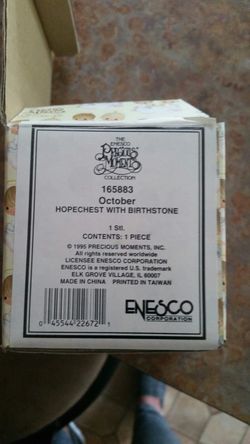 THE
ENESCO
PRECIOUS
MOMENTS
COLLECTION
165883
October
HOPECHEST WITH BIRTHSTONE
1 Stl.
CONTENTS: 1 PIECE
© 1995 PRECIOUS MOMENTS, INC.
All rights reserved worldwide
LICENSEE ENESCO CORPORATION
ENESCO is a registered U.S. trademark
ELK GROVE VILLAGE, IL 60007
MADE IN CHINA PRINTED IN TAIWAN
0 45544 22672 1
ENESCO
CORPORATION